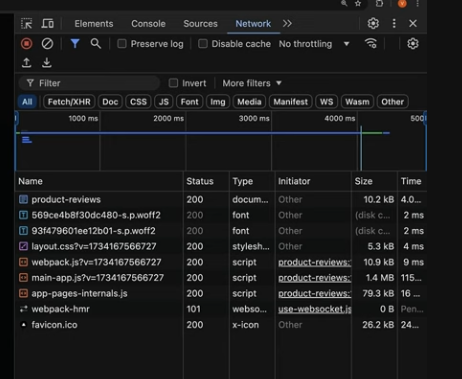 Elements Console Sources Network
Preserve log Disable cache No throttling
Filter Invert More filters
All Fetch/XHR Doc CSS JS Font Img Media Manifest WS Wasm Other
1000 ms 2000 ms 3000 ms 4000 ms 500
Name Status Type Initiator Size Time
product-reviews 200 docum... Other 10.2 kB 4.0...
569ce4b8f30dc480-s.p.woff2 200 font Other (disk c... 2 ms
93f479601ee12b01-s.p.woff2 200 font Other (disk c... 2 ms
layout.css?v=1734167566727 200 stylesh... Other 5.3 kB 4 ms
webpack.js?v=1734167566727 200 script product-reviews: 10.9 kB 9 ms
main-app.js?v=1734167566727 200 script product-reviews: 1.4 MB 115...
app-pages-internals.js 200 script product-reviews: 79.3 kB 16 ...
webpack-hmr 101 webso... use-websocket.js 0 B Pen...
favicon.ico 200 x-icon Other 26.2 kB 24...